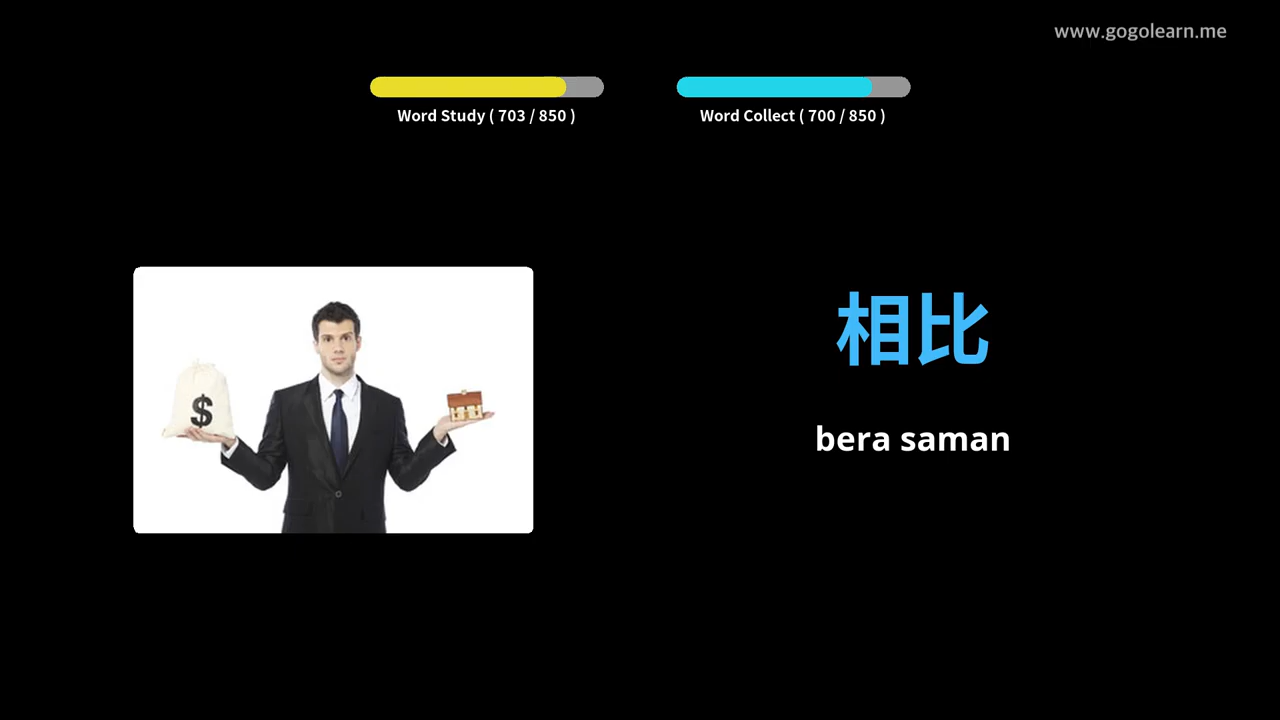 www.gogolearn.me
Word Study ( 703 / 850 )
Word Collect ( 700 / 850 )
$
相比
bera saman